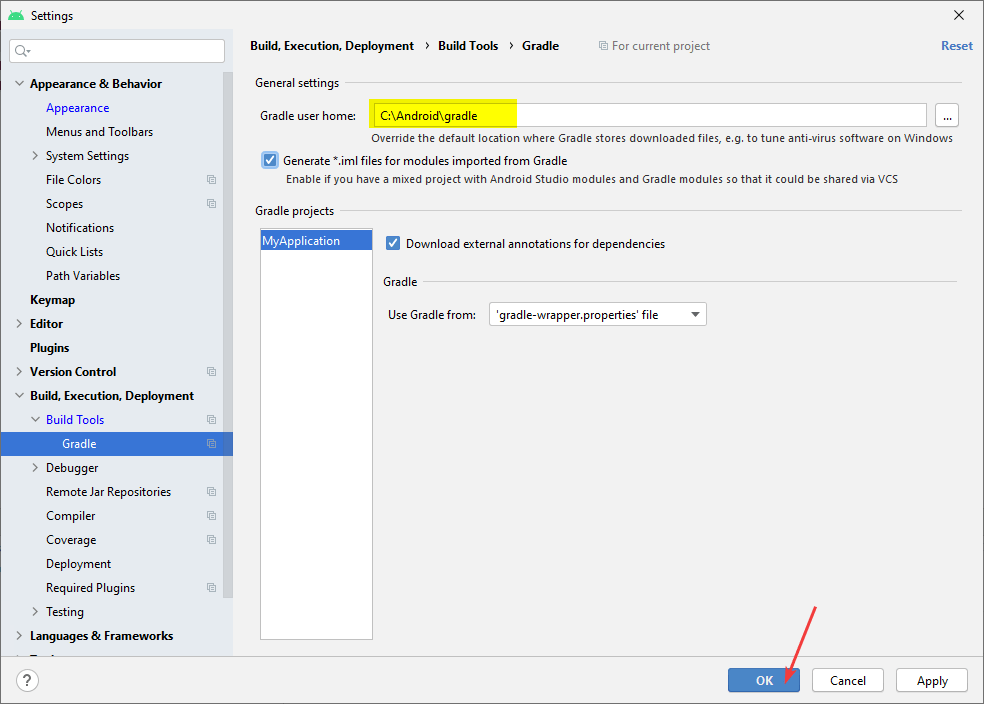 Settings
Build, Execution, Deployment › Build Tools › Gradle For current project Reset
Appearance & Behavior
Appearance
Menus and Toolbars
System Settings
File Colors
Scopes
Notifications
Quick Lists
Path Variables
Keymap
Editor
Plugins
Version Control
Build, Execution, Deployment
Build Tools
Gradle
Debugger
Remote Jar Repositories
Compiler
Coverage
Deployment
Required Plugins
Testing
Languages & Frameworks
General settings
Gradle user home: C:\Android\gradle ...
Override the default location where Gradle stores downloaded files, e.g. to tune anti-virus software on Windows
Generate *.iml files for modules imported from Gradle
Enable if you have a mixed project with Android Studio modules and Gradle modules so that it could be shared via VCS
Gradle projects
MyApplication
Download external annotations for dependencies
Gradle
Use Gradle from: 'gradle-wrapper.properties' file
? OK Cancel Apply